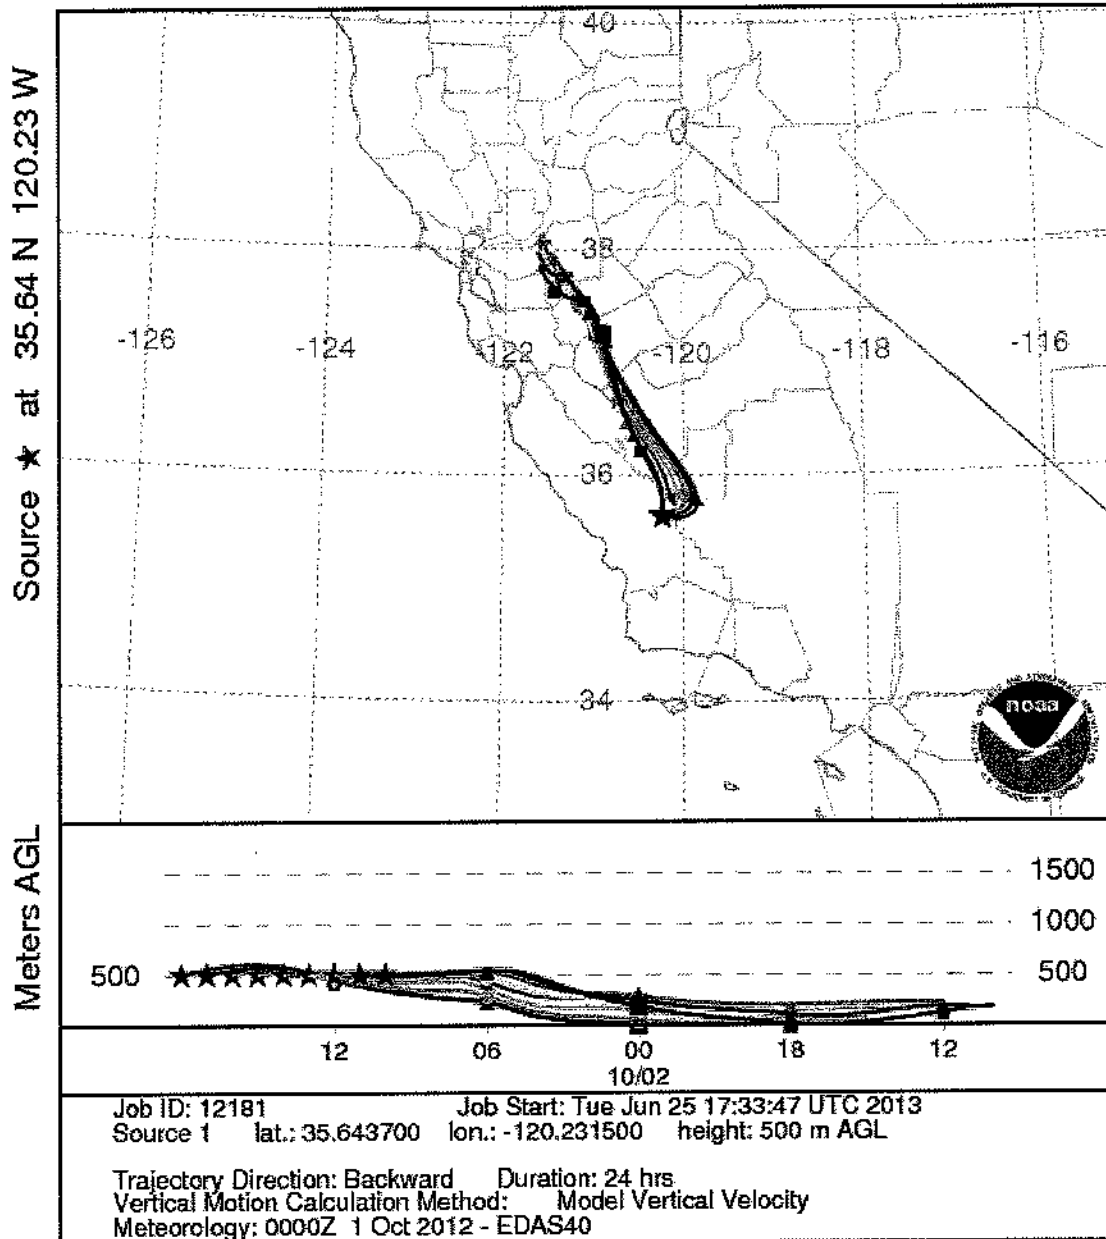 Source ★ at 35.64 N 120.23 W
40
38
-126
-124
-122
-120
-118
-116
36
34
noaa
Meters AGL
1500
1000
500
500
12
06
00
18
12
10/02
Job ID: 12181 Job Start: Tue Jun 25 17:33:47 UTC 2013
Source 1 lat.: 35.643700 lon.: -120.231500 height: 500 m AGL
Trajectory Direction: Backward Duration: 24 hrs
Vertical Motion Calculation Method: Model Vertical Velocity
Meteorology: 0000Z 1 Oct 2012 - EDAS40